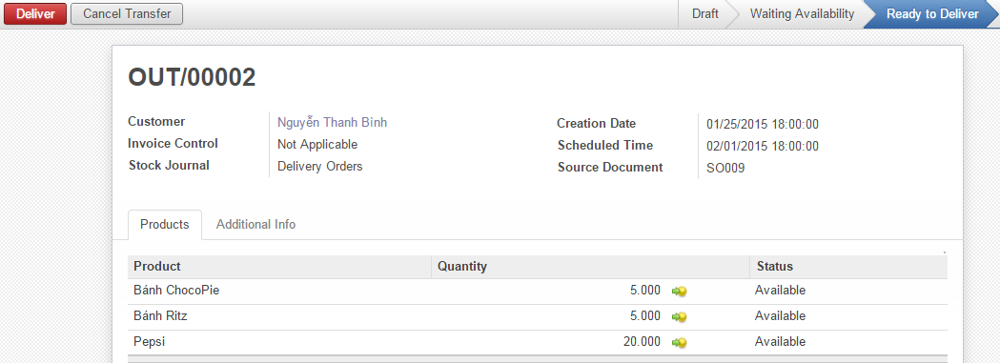 Deliver Cancel Transfer Draft Waiting Availability Ready to Deliver
OUT/00002
Customer Nguyễn Thanh Bình Creation Date 01/25/2015 18:00:00
Invoice Control Not Applicable Scheduled Time 02/01/2015 18:00:00
Stock Journal Delivery Orders Source Document SO009
Products Additional Info
Product Quantity Status
Bánh ChocoPie 5.000 Available
Bánh Ritz 5.000 Available
Pepsi 20.000 Available